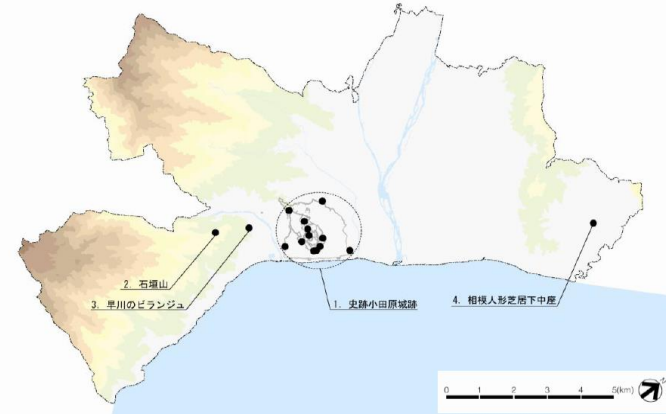 2. 石垣山
3. 早川のビランジュ
1. 史跡小田原城跡
4. 相模人形芝居下中座
0 1 2 3 4 5(km)